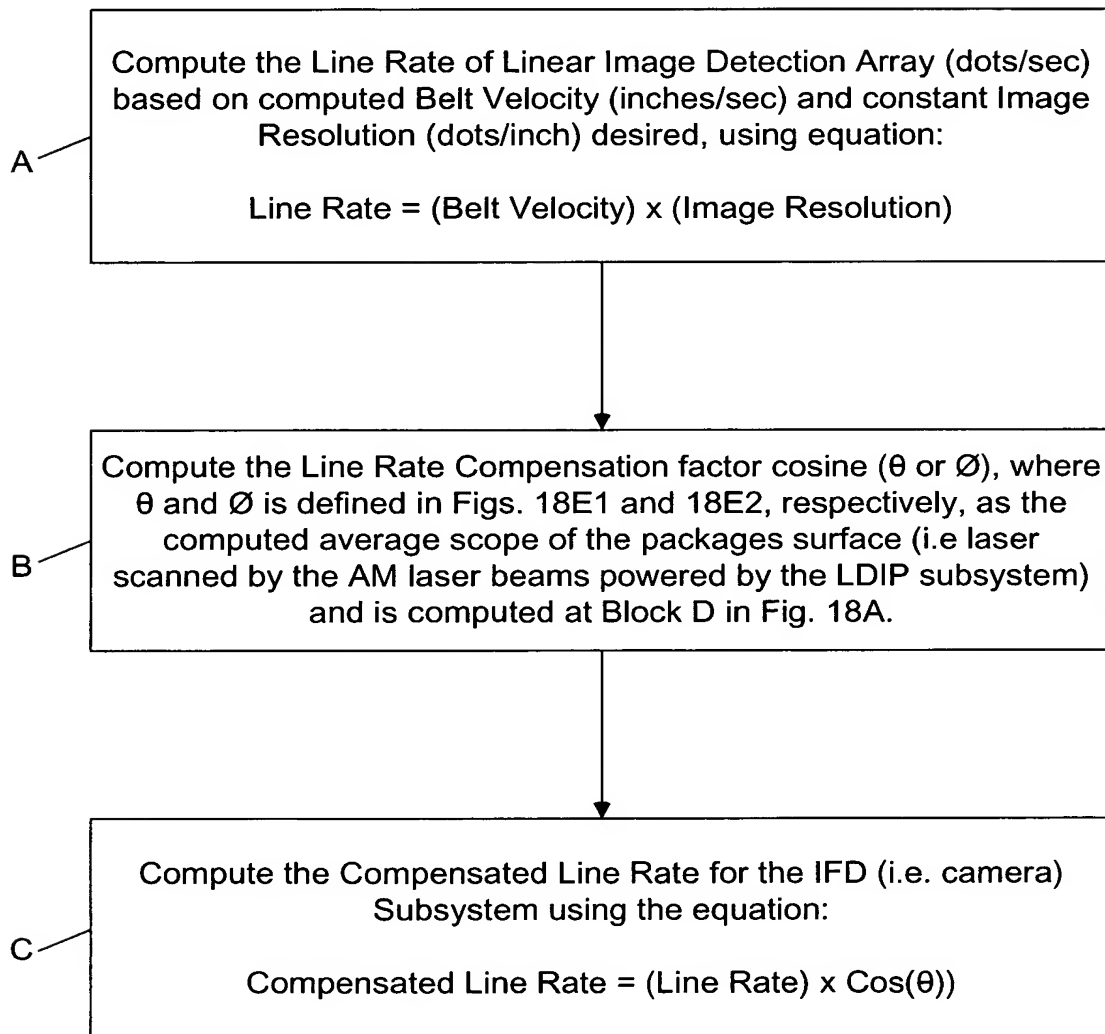 Compute the Line Rate of Linear Image Detection Array (dots/sec)
based on computed Belt Velocity (inches/sec) and constant Image
Resolution (dots/inch) desired, using equation:
A
Line Rate = (Belt Velocity) x (Image Resolution)
Compute the Line Rate Compensation factor cosine (θ or Ø), where
θ and Ø is defined in Figs. 18E1 and 18E2, respectively, as the
computed average scope of the packages surface (i.e laser
B
scanned by the AM laser beams powered by the LDIP subsystem)
and is computed at Block D in Fig. 18A.
Compute the Compensated Line Rate for the IFD (i.e. camera)
Subsystem using the equation:
C
Compensated Line Rate = (Line Rate) x Cos(θ))